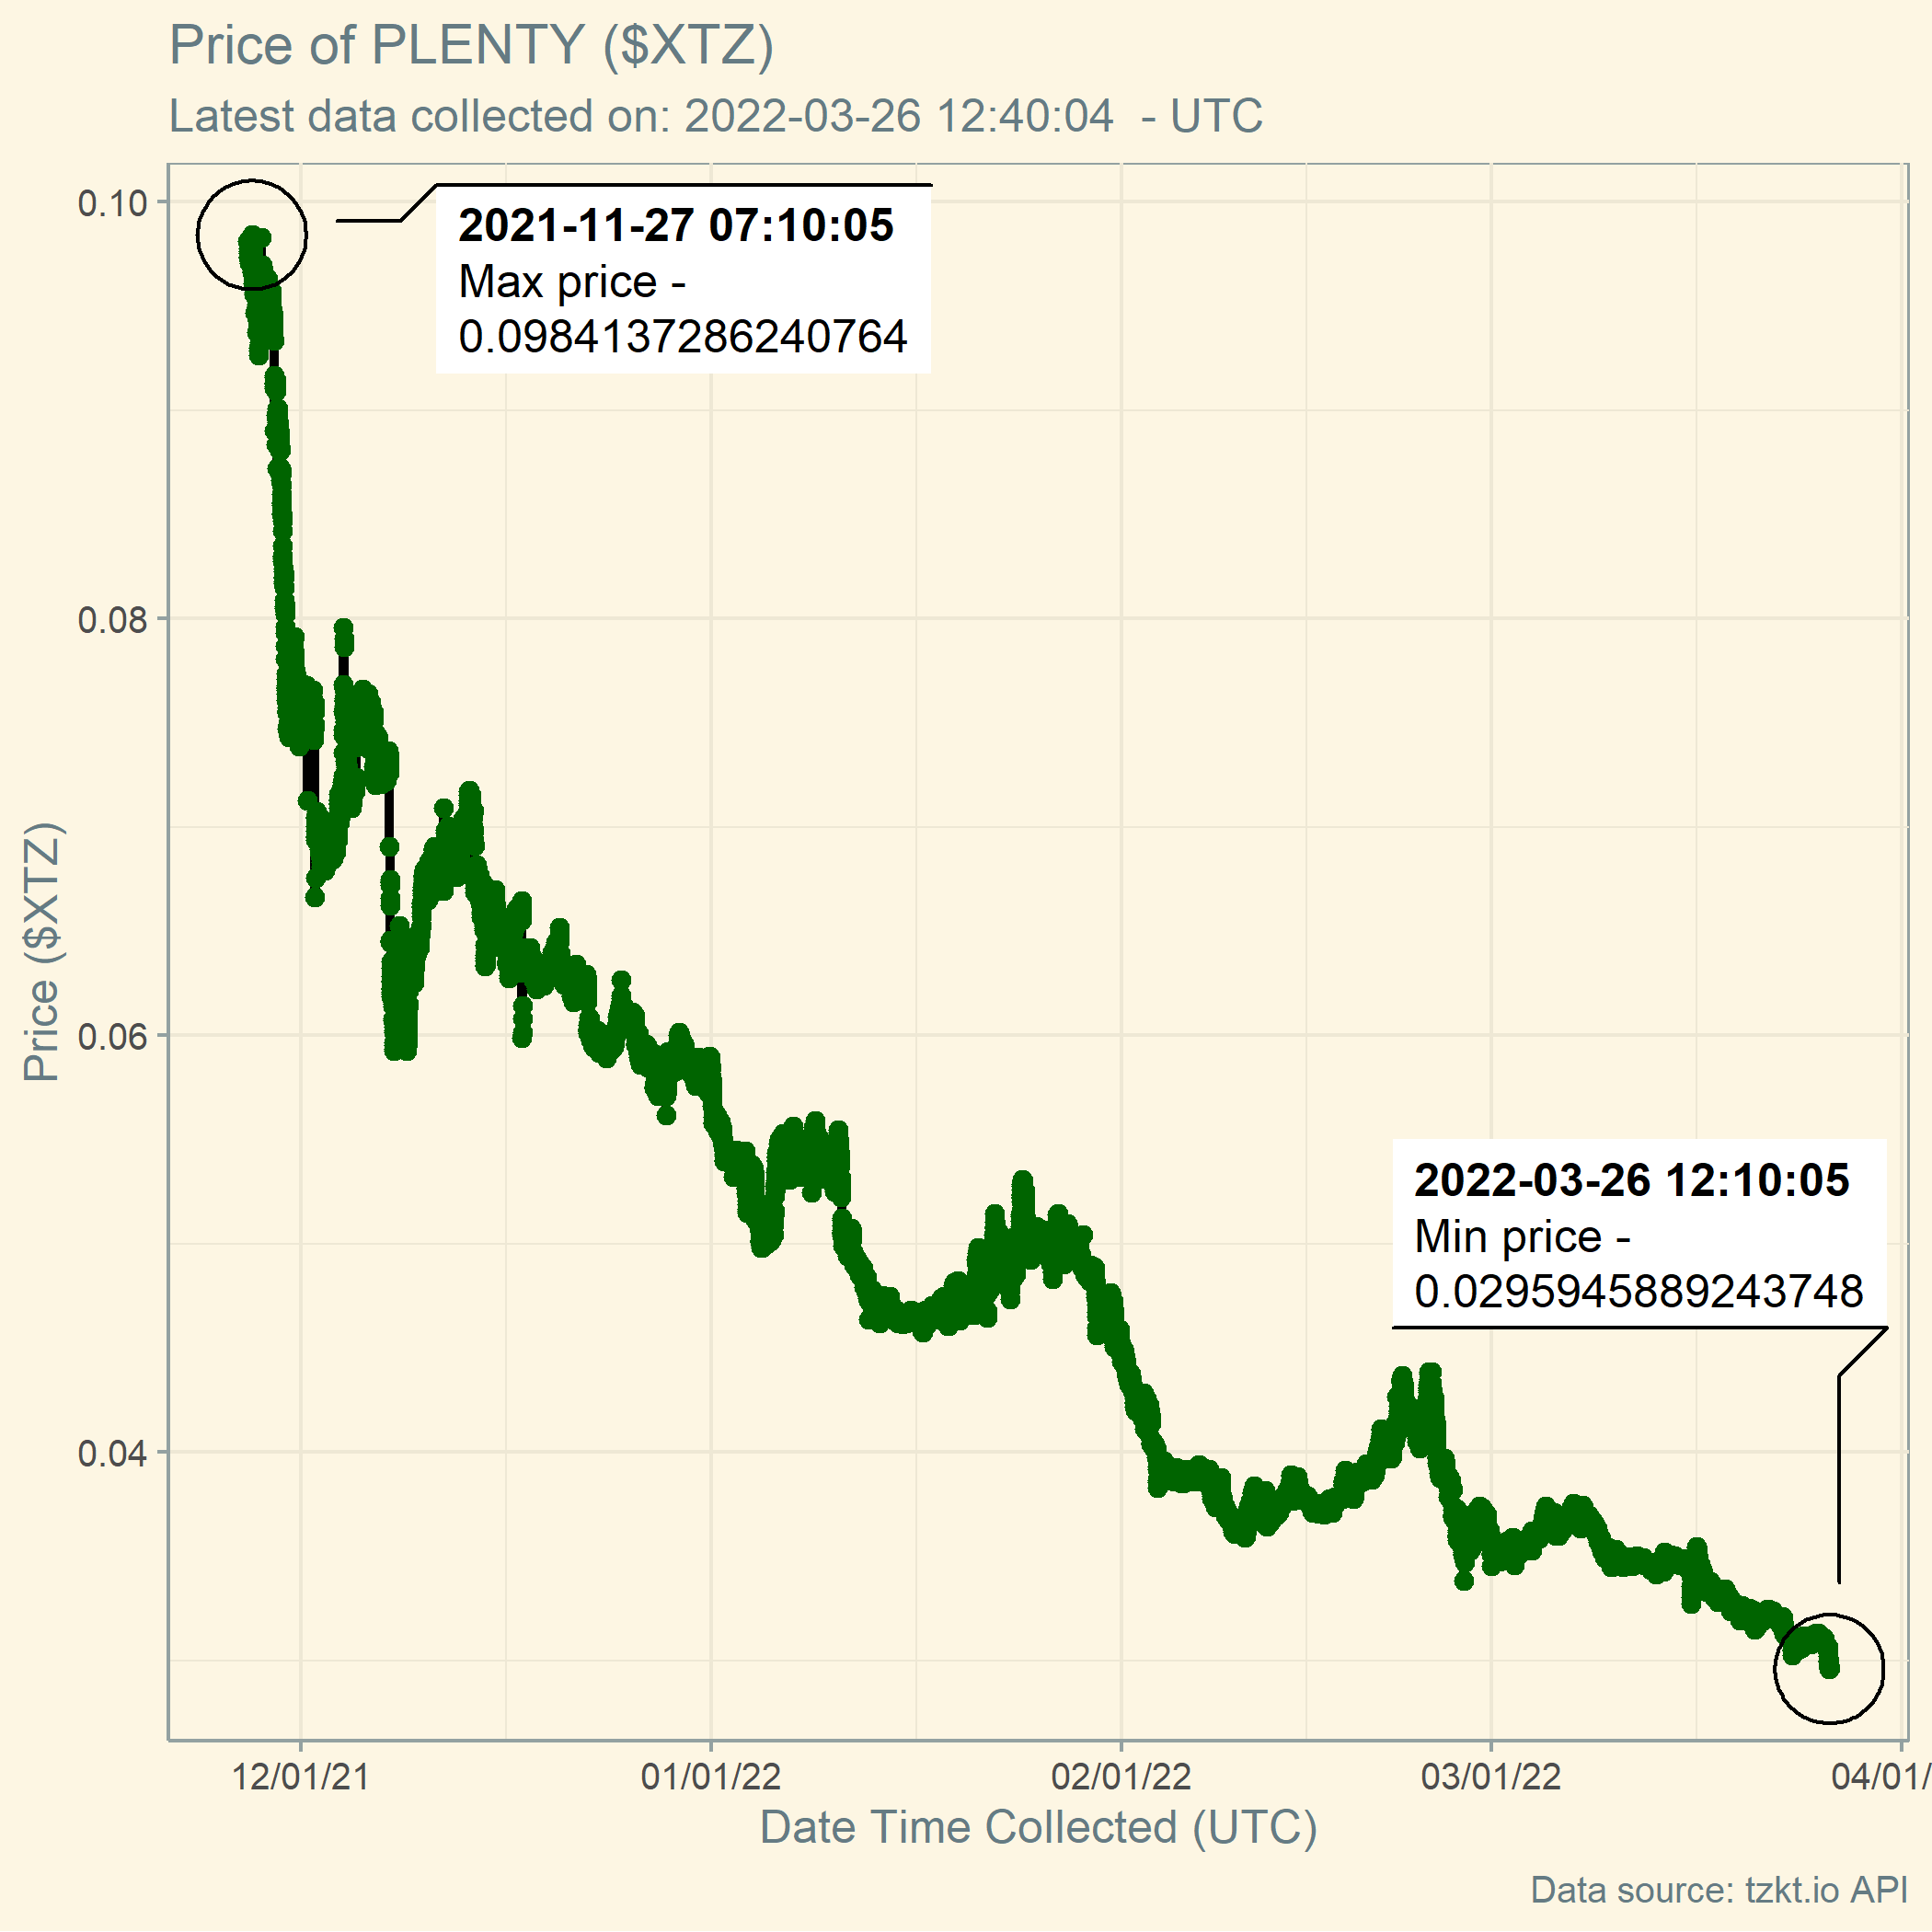 Price of PLENTY ($XTZ)
Latest data collected on: 2022-03-26 12:40:04  - UTC
0.10
0.08
0.06
0.04
Price ($XTZ)
2021-11-27 07:10:05
Max price -
0.0984137286240764
2022-03-26 12:10:05
Min price -
0.0295945889243748
12/01/21
01/01/22
02/01/22
03/01/22
04/01/
Date Time Collected (UTC)
Data source: tzkt.io API